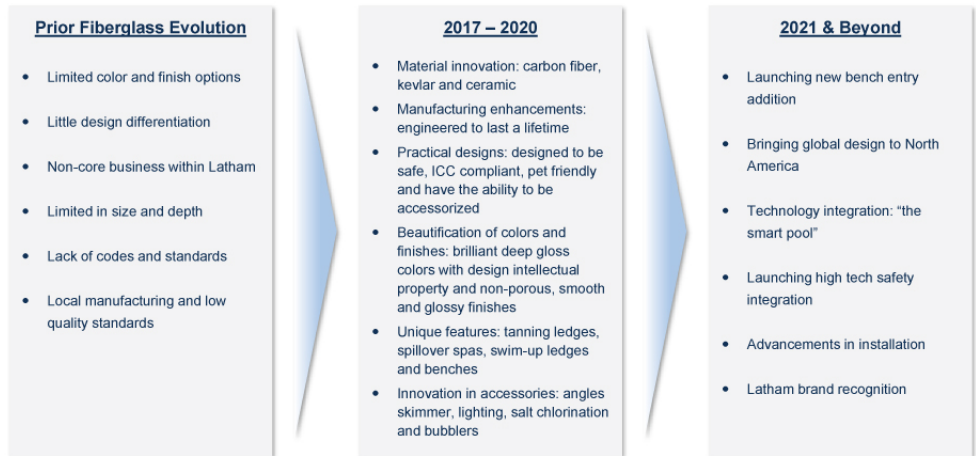 Prior Fiberglass Evolution
• Limited color and finish options
• Little design differentiation
• Non-core business within Latham
• Limited in size and depth
• Lack of codes and standards
• Local manufacturing and low
quality standards
2017 – 2020
• Material innovation: carbon fiber,
kevlar and ceramic
• Manufacturing enhancements:
engineered to last a lifetime
• Practical designs: designed to be
safe, ICC compliant, pet friendly
and have the ability to be
accessorized
• Beautification of colors and
finishes: brilliant deep gloss
colors with design intellectual
property and non-porous, smooth
and glossy finishes
• Unique features: tanning ledges,
spillover spas, swim-up ledges
and benches
• Innovation in accessories: angles
skimmer, lighting, salt chlorination
and bubblers
2021 & Beyond
• Launching new bench entry
addition
• Bringing global design to North
America
• Technology integration: “the
smart pool”
• Launching high tech safety
integration
• Advancements in installation
• Latham brand recognition